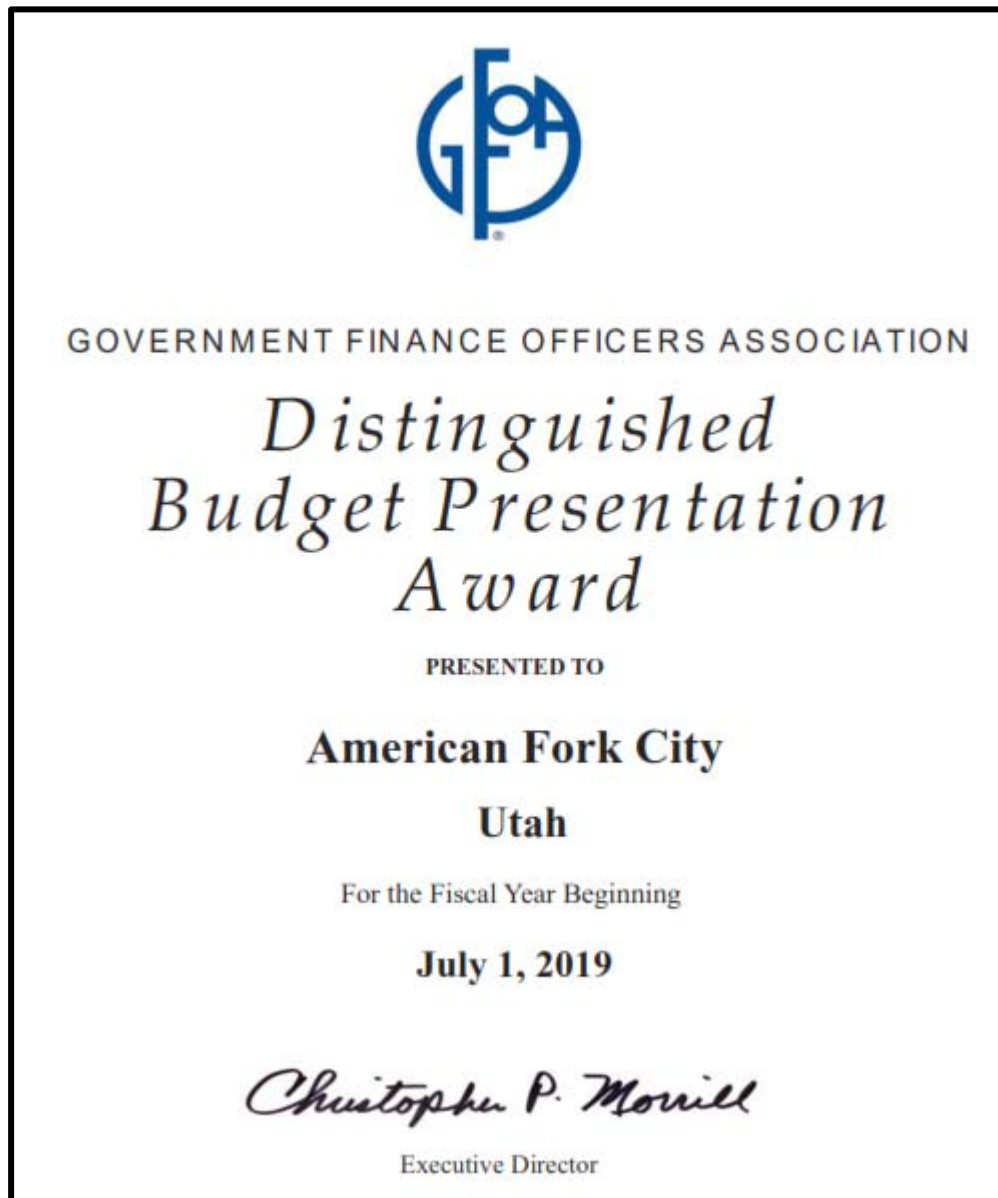 GFOA
®
GOVERNMENT FINANCE OFFICERS ASSOCIATION
Distinguished
Budget Presentation
Award
PRESENTED TO
American Fork City
Utah
For the Fiscal Year Beginning
July 1, 2019
Christopher P. Morrill
Executive Director